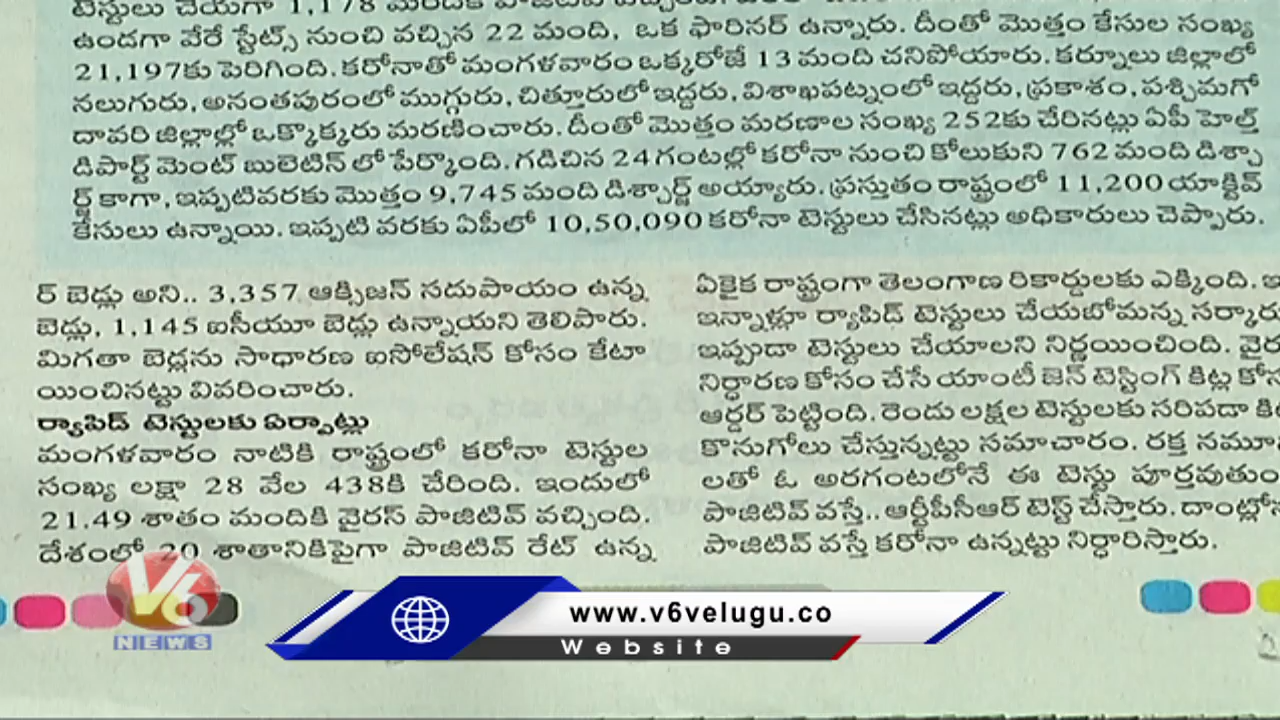 టెస్టులు చేయగా 1,178 మందికి పాజిటివ్
ఉండగా వేరే స్టేట్స్ నుంచి వచ్చిన 22 మంది, ఒక ఫారినర్ ఉన్నారు. దీంతో మొత్తం కేసుల సంఖ్య
21,197కు పెరిగింది. కరోనాతో మంగళవారం ఒక్కరోజే 13 మంది చనిపోయారు. కర్నూలు జిల్లాలో
నలుగురు, అనంతపురంలో ముగ్గురు, చిత్తూరులో ఇద్దరు, విశాఖపట్నంలో ఇద్దరు, ప్రకాశం, పశ్చిమగో
దావరి జిల్లాల్లో ఒక్కొక్కరు మరణించారు. దీంతో మొత్తం మరణాల సంఖ్య 252కు చేరినట్లు ఏపీ హెల్త్
డిపార్ట్ మెంట్ బులెటిన్ లో పేర్కొంది. గడిచిన 24గంటల్లో కరోనా నుంచి కోలుకుని 762 మంది డిశ్చా
ర్జ్ కాగా, ఇప్పటివరకు మొత్తం 9,745 మంది డిశ్చార్జ్ అయ్యారు. ప్రస్తుతం రాష్ట్రంలో 11,200 యాక్టివ్
కేసులు ఉన్నాయి. ఇప్పటి వరకు ఏపీలో 10,50,090 కరోనా టెస్టులు చేసినట్లు అధికారులు చెప్పారు.
ర్ బెడ్లు అని.. 3,357 ఆక్సిజన్ సదుపాయం ఉన్న
బెడ్లు, 1,145 ఐసీయూ బెడ్లు ఉన్నాయని తెలిపారు.
మిగతా బెడ్లను సాధారణ ఐసోలేషన్ కోసం కేటా
యించినట్టు వివరించారు.
ర్యాపిడ్ టెస్టులకు ఏర్పాట్లు
మంగళవారం నాటికి రాష్ట్రంలో కరోనా టెస్టుల
సంఖ్య లక్షా 28 వేల 438కి చేరింది. ఇందులో
21.49 శాతం మందికి వైరస్ పాజిటివ్ వచ్చింది.
దేశంలో 20 శాతానికిపైగా పాజిటివ్ రేట్ ఉన్న
ఏకైక రాష్ట్రంగా తెలంగాణ రికార్డులకు ఎక్కింది.
ఇన్నాళ్లూ ర్యాపిడ్ టెస్టులు చేయబోమన్న
ఇప్పుడా టెస్టులు చేయాలని నిర్ణయించింది.
నిర్ధారణ కోసం చేసే యాంటీ జెన్ టెస్టింగ్ కిట్ల
ఆర్డర్ పెట్టింది. రెండు లక్షల టెస్టులకు సరిపడా
కొనుగోలు చేస్తున్నట్టు సమాచారం. రక్త
లతో ఓ అరగంటలోనే ఈ టెస్టు
పాజిటివ్ వస్తే.. ఆర్టీపీసీఆర్ టెస్ట్ చేస్తారు.
పాజిటివ్ వస్తే కరోనా ఉన్నట్టు నిర్ధారిస్తారు.
V6
NEWS
www.v6velugu.co
Website